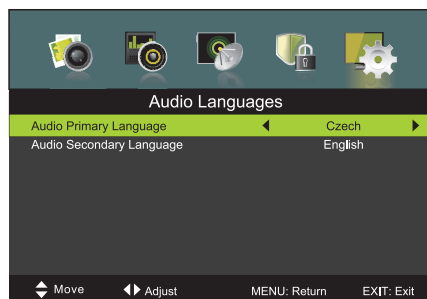 Audio Languages
Audio Primary Language Czech
Audio Secondary Language English
Move Adjust MENU: Return EXIT: Exit